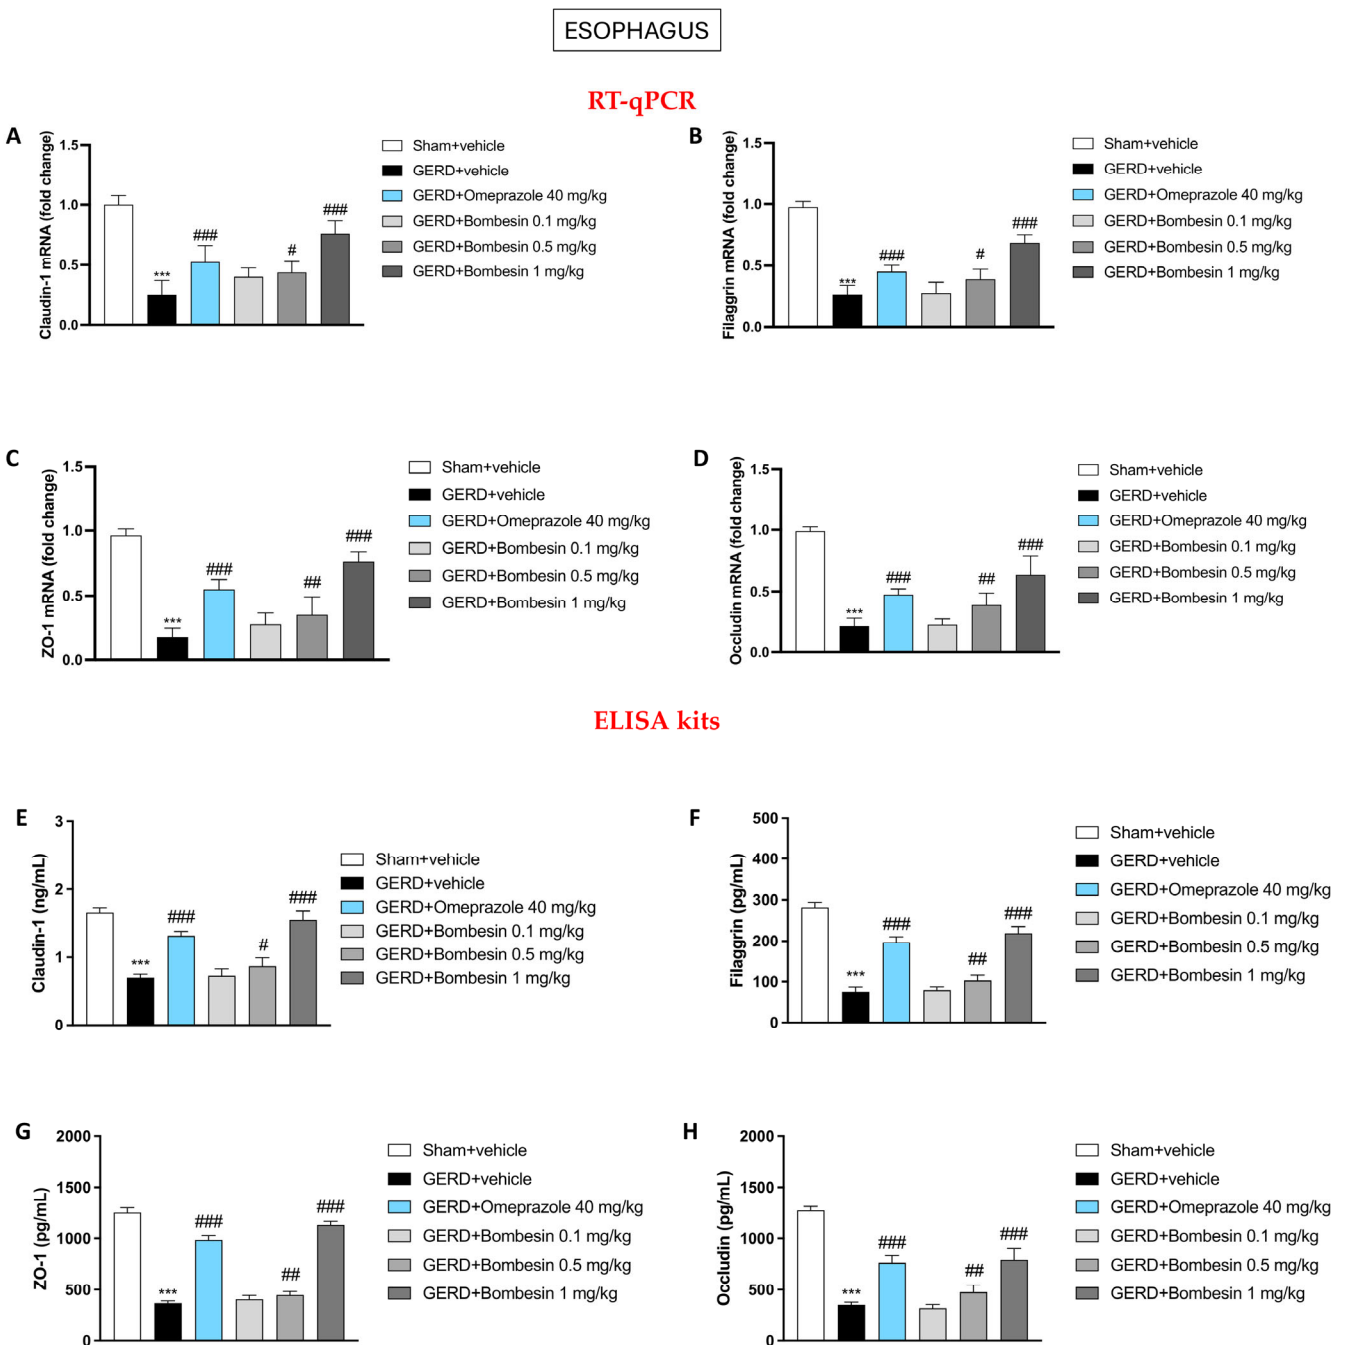 ESOPHAGUS
RT-qPCR
A
Claudin-1 mRNA (fold change)
1.5
1.0
0.5
0.0
***
###
#
###
Sham+vehicle
GERD+vehicle
GERD+Omeprazole 40 mg/kg
GERD+Bombesin 0.1 mg/kg
GERD+Bombesin 0.5 mg/kg
GERD+Bombesin 1 mg/kg
B
Filaggrin mRNA (fold change)
1.5
1.0
0.5
0.0
***
###
#
###
Sham+vehicle
GERD+vehicle
GERD+Omeprazole 40 mg/kg
GERD+Bombesin 0.1 mg/kg
GERD+Bombesin 0.5 mg/kg
GERD+Bombesin 1 mg/kg
C
ZO-1 mRNA (fold change)
1.5
1.0
0.5
0.0
***
###
##
###
Sham+vehicle
GERD+vehicle
GERD+Omeprazole 40 mg/kg
GERD+Bombesin 0.1 mg/kg
GERD+Bombesin 0.5 mg/kg
GERD+Bombesin 1 mg/kg
D
Occludin mRNA (fold change)
1.5
1.0
0.5
0.0
***
###
##
###
Sham+vehicle
GERD+vehicle
GERD+Omeprazole 40 mg/kg
GERD+Bombesin 0.1 mg/kg
GERD+Bombesin 0.5 mg/kg
GERD+Bombesin 1 mg/kg
ELISA kits
E
Claudin-1 (ng/mL)
3
2
1
0
***
###
#
###
Sham+vehicle
GERD+vehicle
GERD+Omeprazole 40 mg/kg
GERD+Bombesin 0.1 mg/kg
GERD+Bombesin 0.5 mg/kg
GERD+Bombesin 1 mg/kg
F
Filaggrin (pg/mL)
500
400
300
200
100
0
***
###
##
###
Sham+vehicle
GERD+vehicle
GERD+Omeprazole 40 mg/kg
GERD+Bombesin 0.1 mg/kg
GERD+Bombesin 0.5 mg/kg
GERD+Bombesin 1 mg/kg
G
ZO-1 (pg/mL)
2000
1500
1000
500
0
***
###
##
###
Sham+vehicle
GERD+vehicle
GERD+Omeprazole 40 mg/kg
GERD+Bombesin 0.1 mg/kg
GERD+Bombesin 0.5 mg/kg
GERD+Bombesin 1 mg/kg
H
Occludin (pg/mL)
2000
1500
1000
500
0
***
###
##
###
Sham+vehicle
GERD+vehicle
GERD+Omeprazole 40 mg/kg
GERD+Bombesin 0.1 mg/kg
GERD+Bombesin 0.5 mg/kg
GERD+Bombesin 1 mg/kg